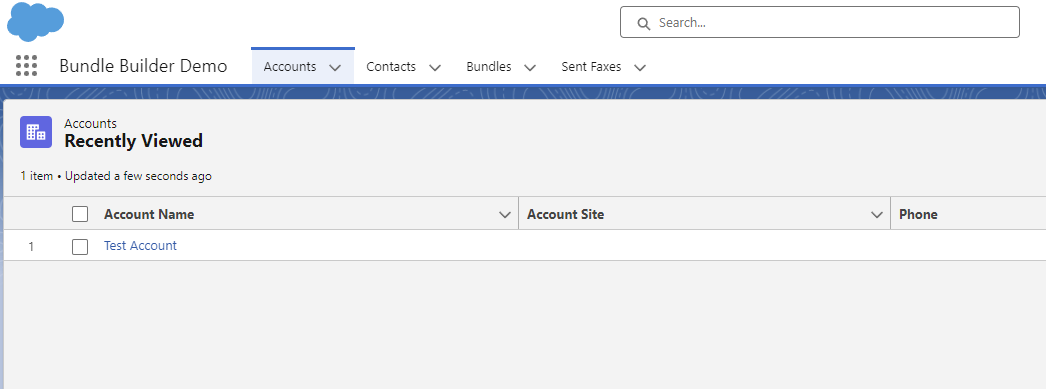 Search...
Bundle Builder Demo Accounts Contacts Bundles Sent Faxes
Accounts
Recently Viewed
1 item • Updated a few seconds ago
Account Name Account Site Phone
1 Test Account